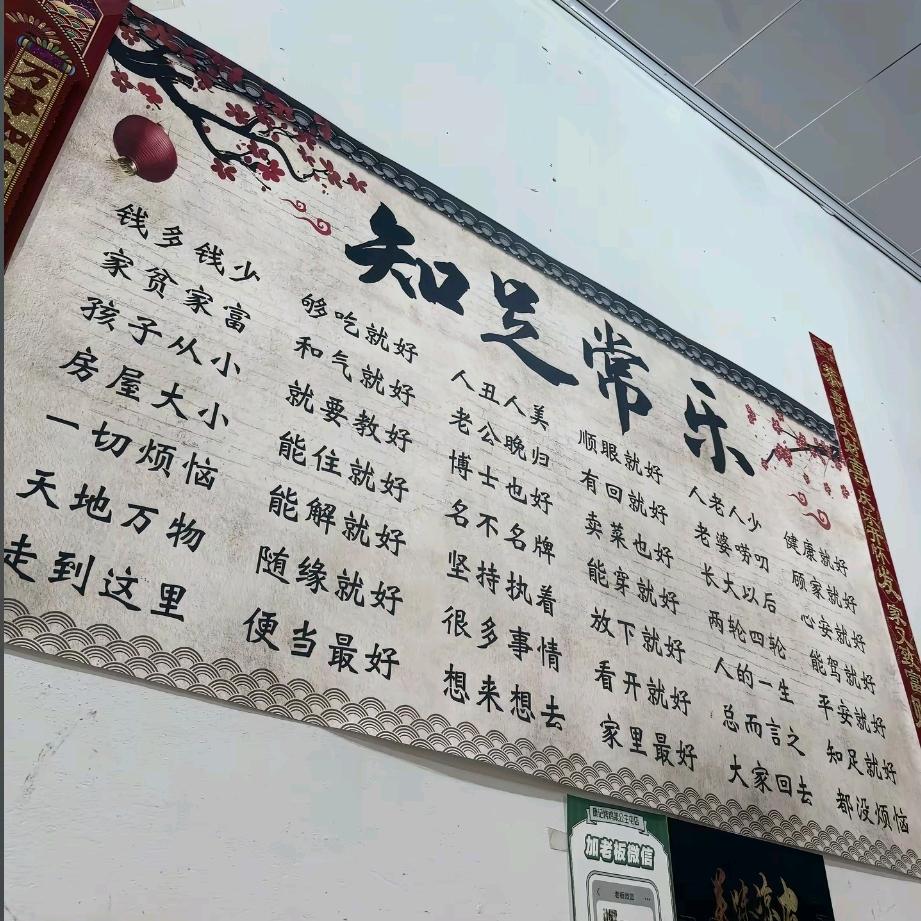 万事
知足常乐
钱多钱少 够吃就好 人丑人美 顺眼就好 人老人少 健康就好
家贫家富 和气就好 老公晚归 有回就好 老婆唠叨 顾家就好
孩子从小 就要教好 博士也好 卖菜也好 长大以后 心安就好
房屋大小 能住就好 名不名牌 能穿就好 两轮四轮 能驾就好
一切烦恼 能解就好 坚持执着 放下就好 人的一生 平安就好
天地万物 随缘就好 很多事情 看开就好 总而言之 知足就好
走到这里 便当最好 想来想去 家里最好 大家回去 都没烦恼
加老板微信